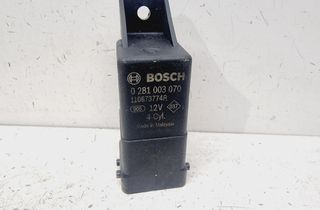 BOSCH
0 281 003 070
110673774R
12V
4 Cyl.
Made in Malaysia